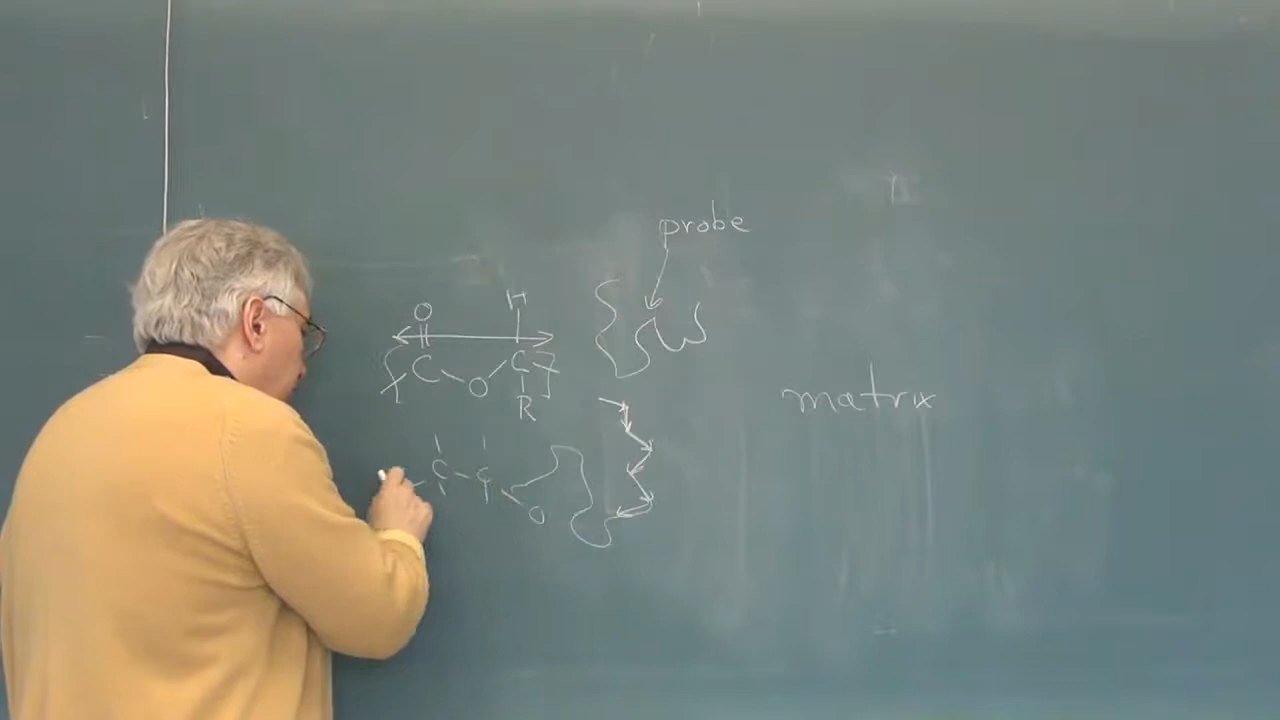 probe
O H
C O C
R
matrix
C - C
O